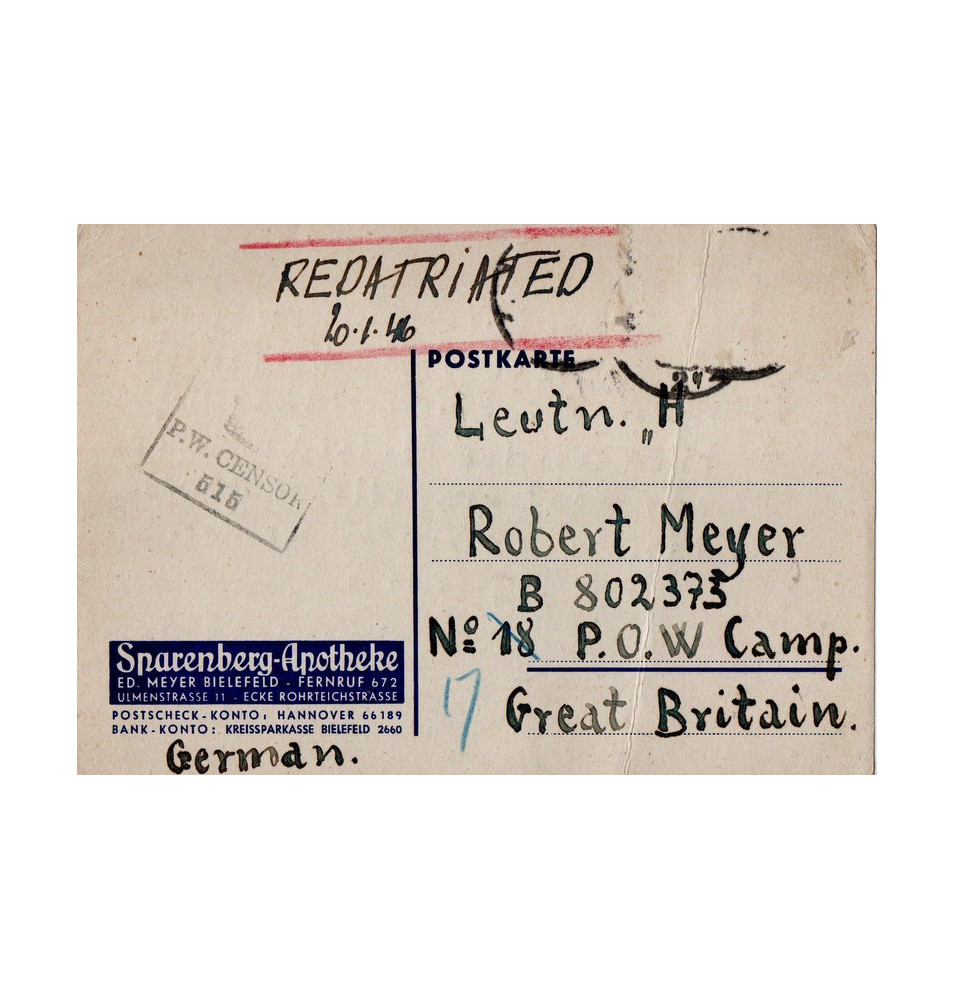 REPATRIATED
20.1.46
POSTKARTE
Leutn. „H"
P.W. CENSOR
515
Robert Meyer
B 802373
No 18 P.O.W Camp.
17
Great Britain.
Sparenberg-Apotheke
ED. MEYER BIELEFELD - FERNRUF 672
ULMENSTRASSE 11 - ECKE ROHRTEICHSTRASSE
POSTSCHECK-KONTO: HANNOVER 66189
BANK-KONTO: KREISSPARKASSE BIELEFELD 2660
German.